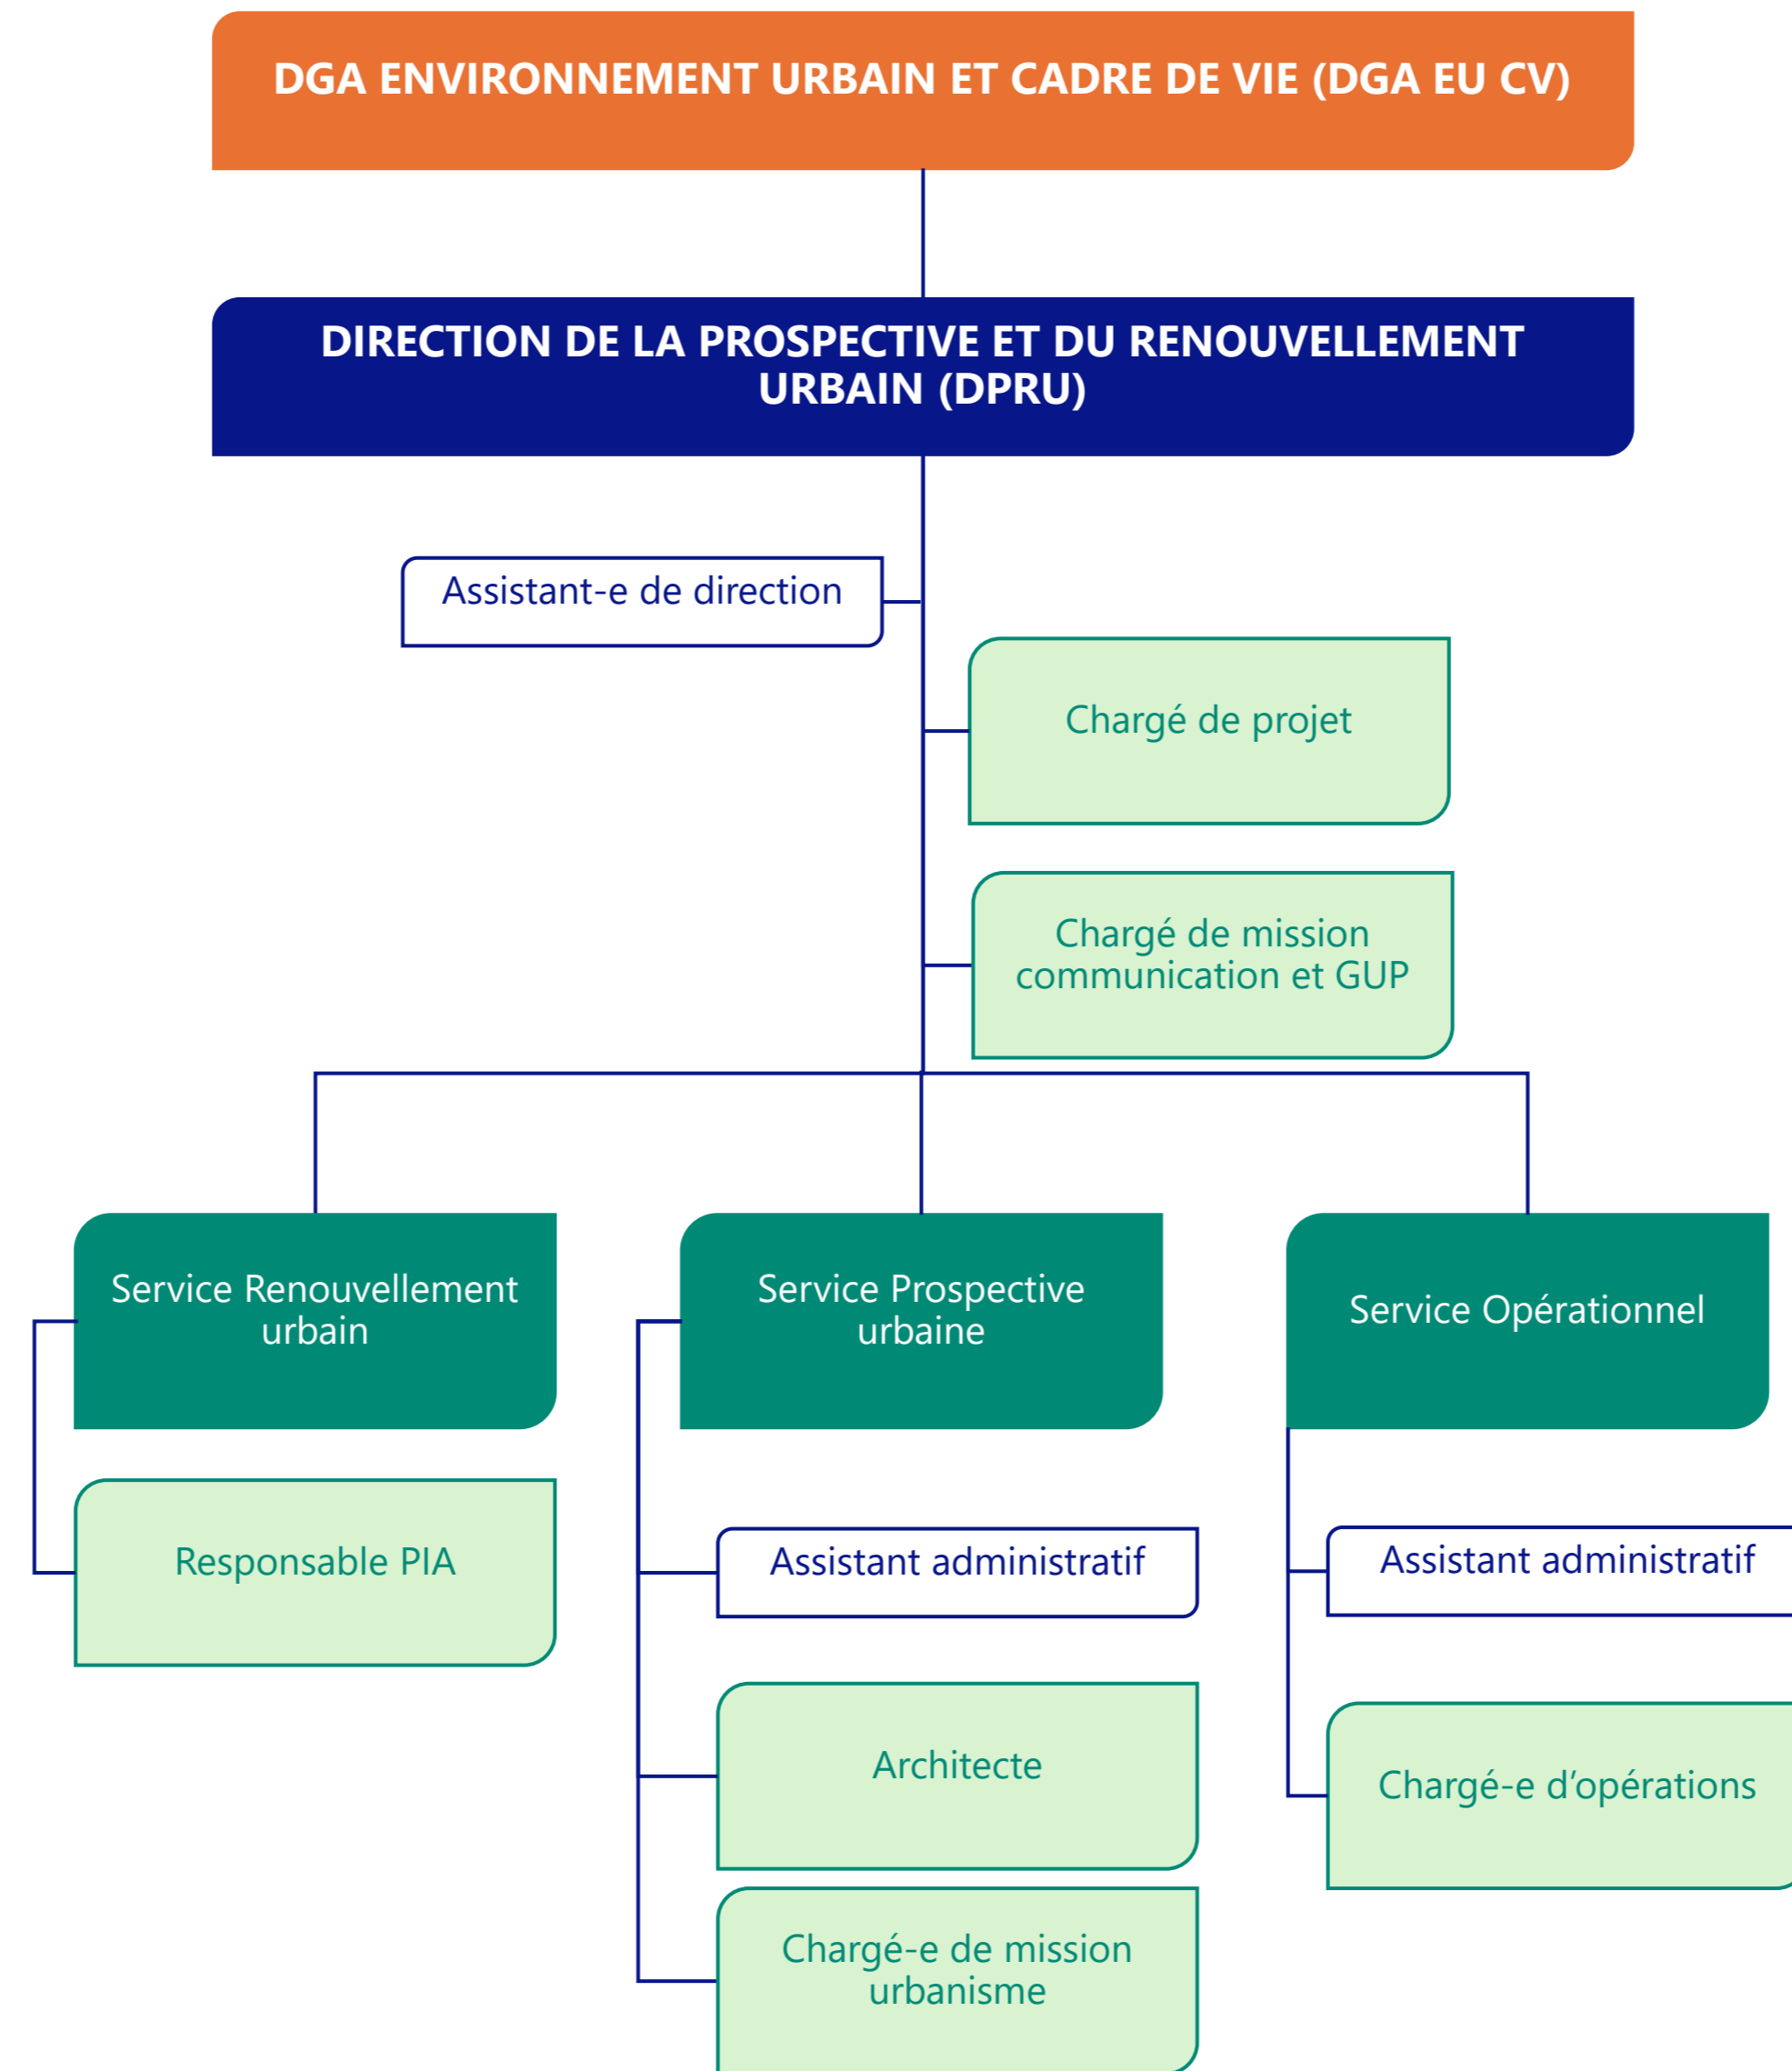 DGA ENVIRONNEMENT URBAIN ET CADRE DE VIE (DGA EU CV)
DIRECTION DE LA PROSPECTIVE ET DU RENOUVELLEMENT
URBAIN (DPRU)
Assistant-e de direction
Chargé de projet
Chargé de mission
communication et GUP
Service Renouvellement
urbain
Responsable PIA
Service Prospective
urbaine
Assistant administratif
Architecte
Chargé-e de mission
urbanisme
Service Opérationnel
Assistant administratif
Chargé-e d’opérations